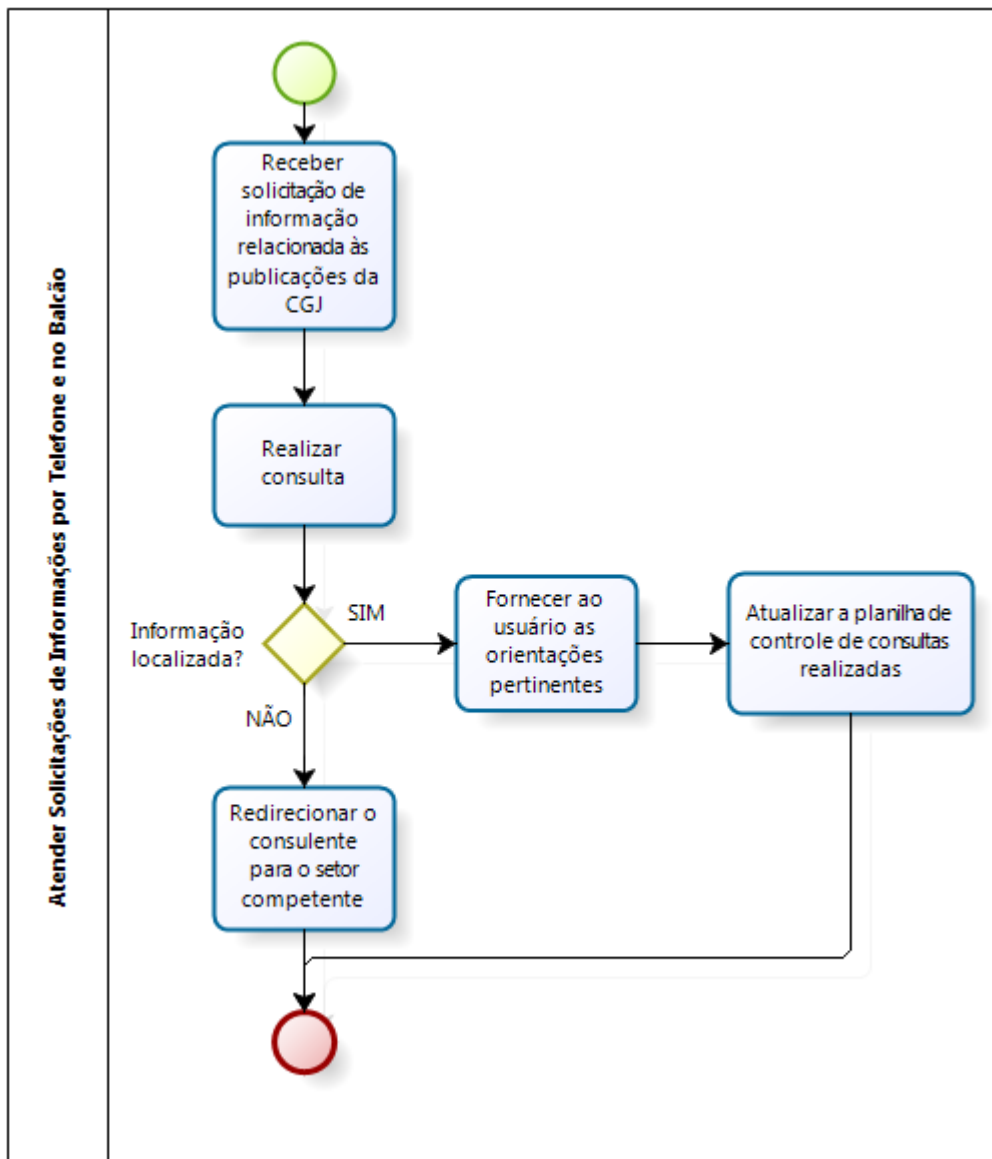 Atender Solicitações de Informações por Telefone e no Balcão
Receber
solicitação de
informação
relacionada às
publicações da
CGJ
Realizar
consulta
Informação
localizada?
SIM
Fornecer ao
usuário as
orientações
pertinentes
Atualizar a planilha de
controle de consultas
realizadas
NÃO
Redirecionar o
consulente
para o setor
competente